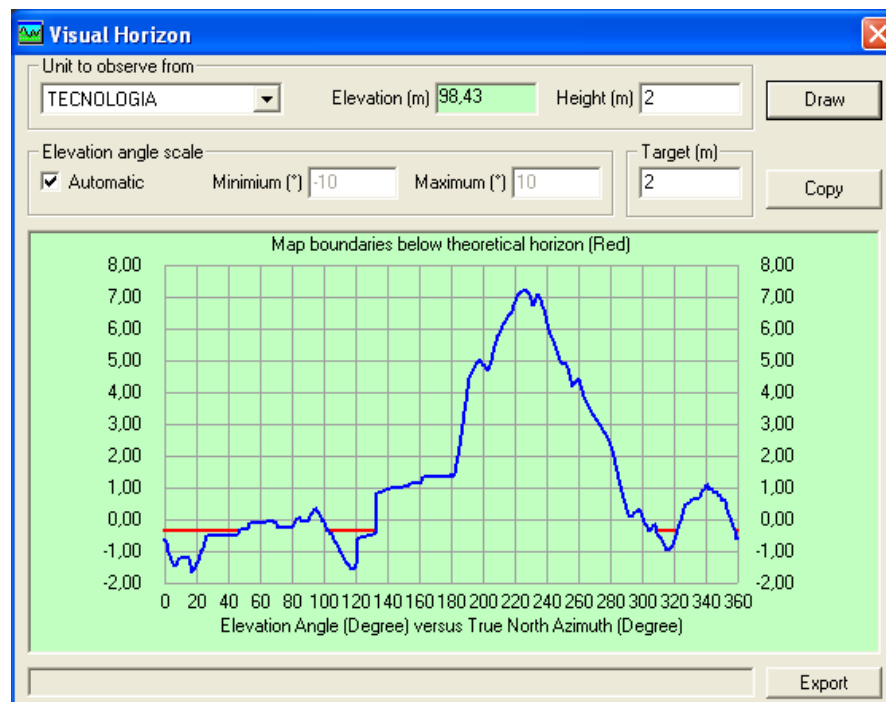 Visual Horizon
Unit to observe from
TECNOLOGIA Elevation (m) 98,43 Height (m) 2 Draw
Elevation angle scale Target (m)
Automatic Minimium (°) -10 Maximum (°) 10 2 Copy
Map boundaries below theoretical horizon (Red)
8,00 8,00
7,00 7,00
6,00 6,00
5,00 5,00
4,00 4,00
3,00 3,00
2,00 2,00
1,00 1,00
0,00 0,00
-1,00 -1,00
-2,00 -2,00
0 20 40 60 80 100 120 140 160 180 200 220 240 260 280 300 320 340 360
Elevation Angle (Degree) versus True North Azimuth (Degree)
Export